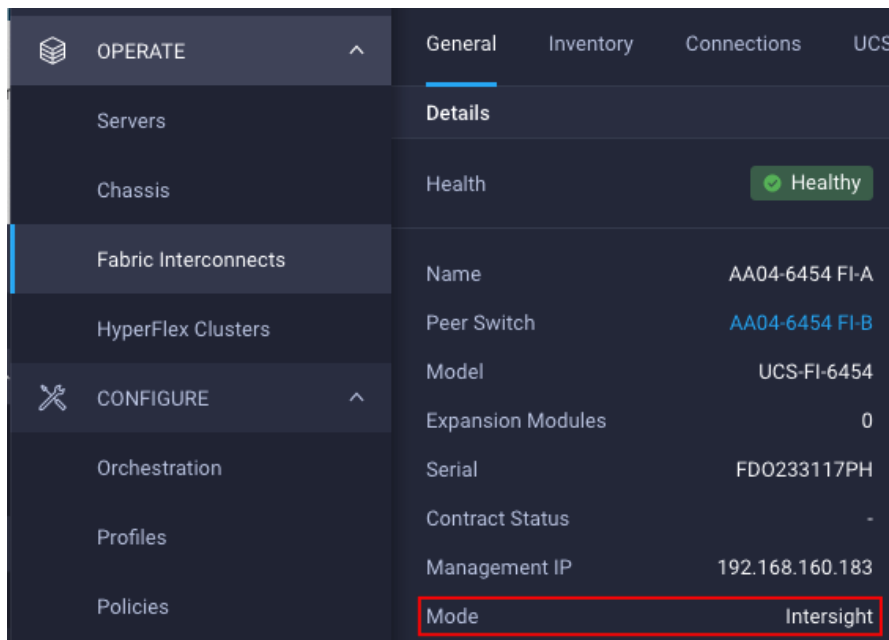 OPERATE
Servers
Chassis
Fabric Interconnects
HyperFlex Clusters
CONFIGURE
Orchestration
Profiles
Policies
General Inventory Connections UCS
Details
Health Healthy
Name AA04-6454 FI-A
Peer Switch AA04-6454 FI-B
Model UCS-FI-6454
Expansion Modules 0
Serial FDO233117PH
Contract Status -
Management IP 192.168.160.183
Mode Intersight